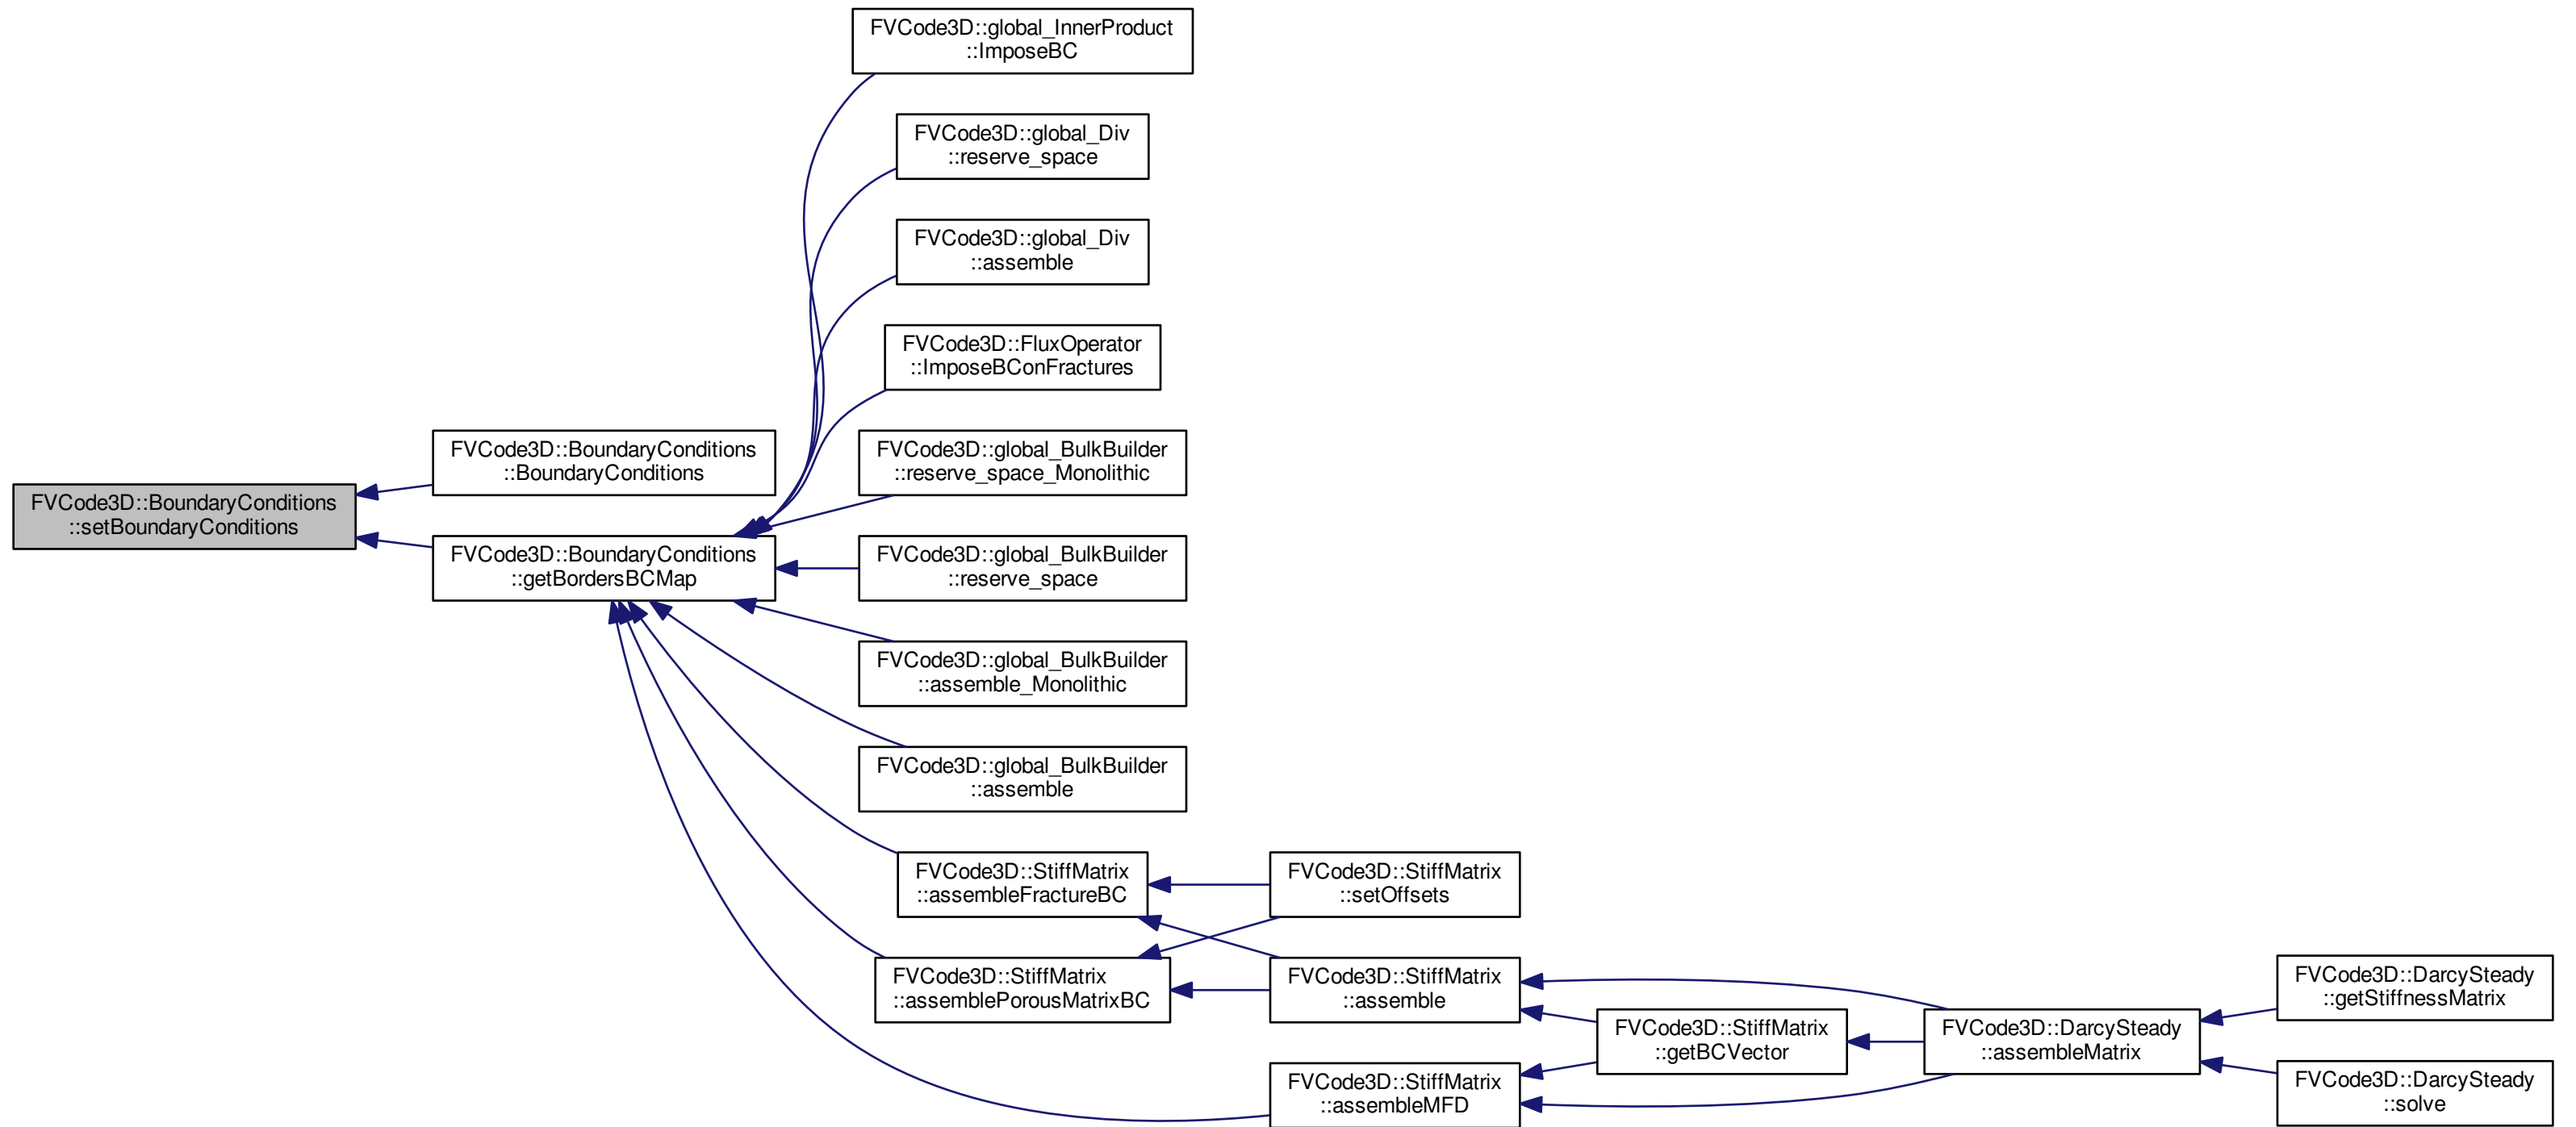 FVCode3D::global_InnerProduct
::ImposeBC
FVCode3D::global_Div
::reserve_space
FVCode3D::global_Div
::assemble
FVCode3D::FluxOperator
::ImposeBConFractures
FVCode3D::BoundaryConditions
::BoundaryConditions
FVCode3D::global_BulkBuilder
::reserve_space_Monolithic
FVCode3D::BoundaryConditions
::setBoundaryConditions
FVCode3D::BoundaryConditions
::getBordersBCMap
FVCode3D::global_BulkBuilder
::reserve_space
FVCode3D::global_BulkBuilder
::assemble_Monolithic
FVCode3D::global_BulkBuilder
::assemble
FVCode3D::StiffMatrix
::assembleFractureBC
FVCode3D::StiffMatrix
::setOffsets
FVCode3D::StiffMatrix
::assemblePorousMatrixBC
FVCode3D::StiffMatrix
::assemble
FVCode3D::StiffMatrix
::getBCVector
FVCode3D::DarcySteady
::assembleMatrix
FVCode3D::DarcySteady
::getStiffnessMatrix
FVCode3D::StiffMatrix
::assembleMFD
FVCode3D::DarcySteady
::solve